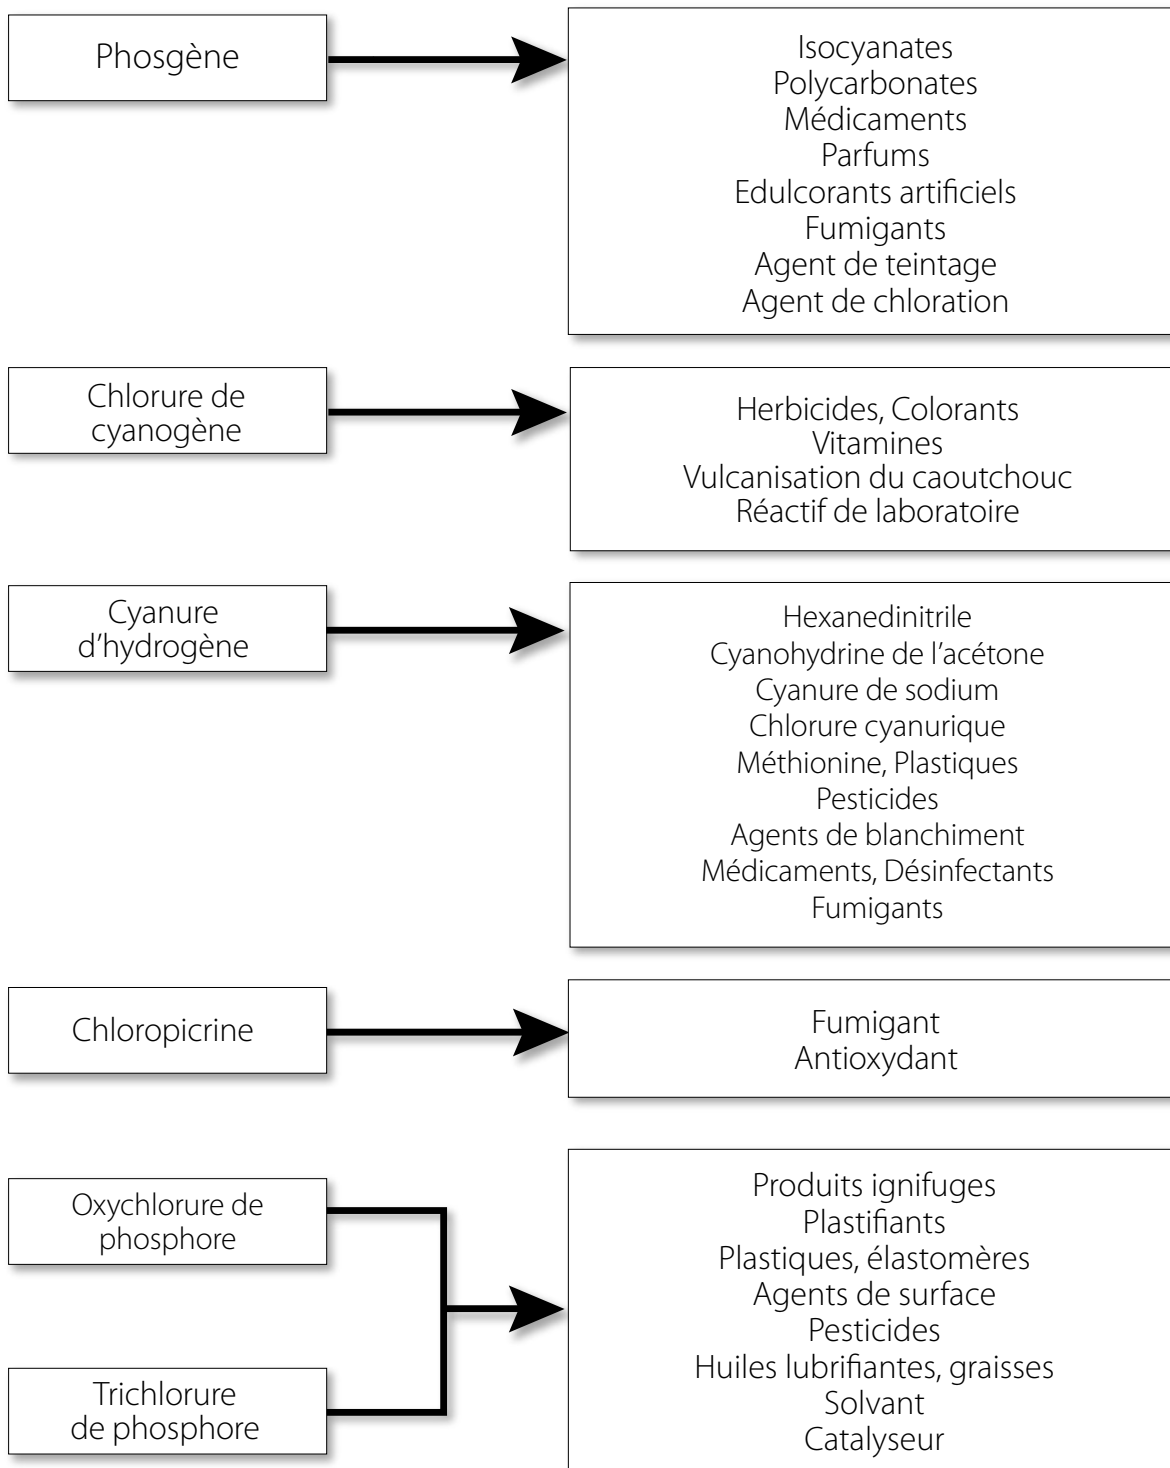 Phosgène
Isocyanates
Polycarbonates
Médicaments
Parfums
Edulcorants artificiels
Fumigants
Agent de teintage
Agent de chloration
Chlorure de
cyanogène
Herbicides, Colorants
Vitamines
Vulcanisation du caoutchouc
Réactif de laboratoire
Cyanure
d’hydrogène
Hexanedinitrile
Cyanohydrine de l’acétone
Cyanure de sodium
Chlorure cyanurique
Méthionine, Plastiques
Pesticides
Agents de blanchiment
Médicaments, Désinfectants
Fumigants
Chloropicrine
Fumigant
Antioxydant
Oxychlorure de
phosphore
Trichlorure
de phosphore
Produits ignifuges
Plastifiants
Plastiques, élastomères
Agents de surface
Pesticides
Huiles lubrifiantes, graisses
Solvant
Catalyseur